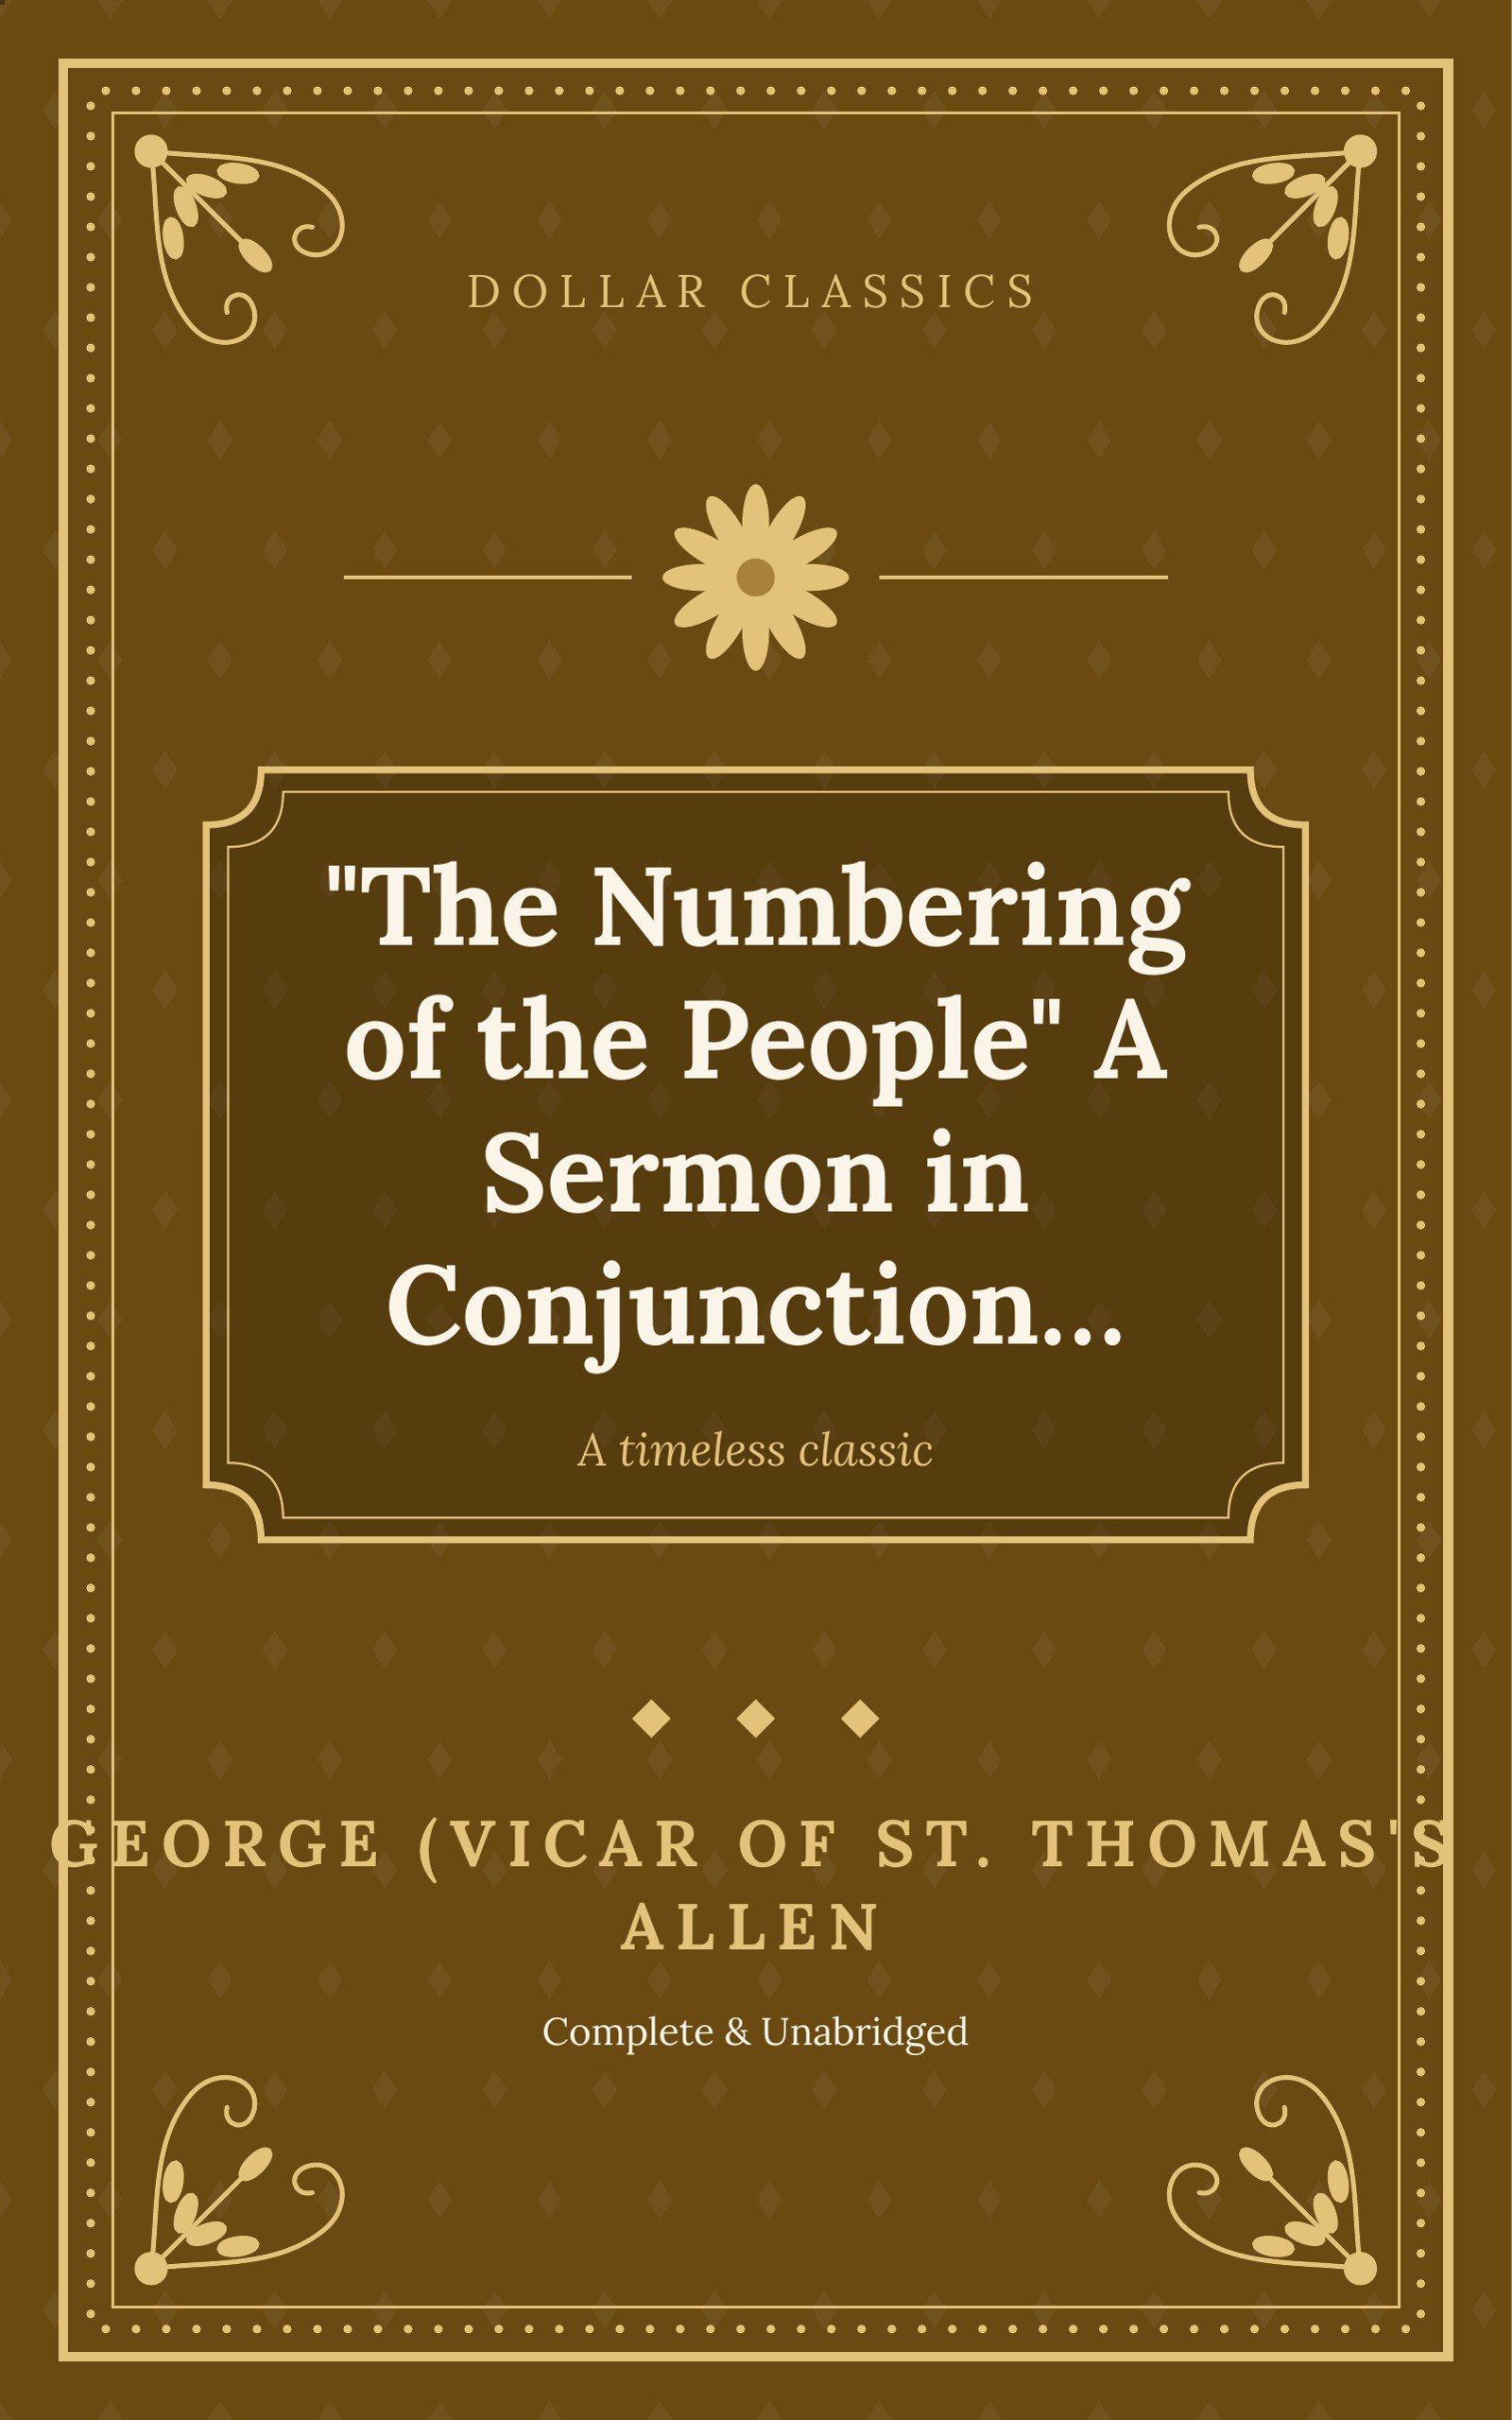 DOLLAR CLASSICS
"The Numbering
of the People" A
Sermon in
Conjunction...
A timeless classic
GEORGE (VICAR OF ST. THOMAS'S
ALLEN
Complete & Unabridged